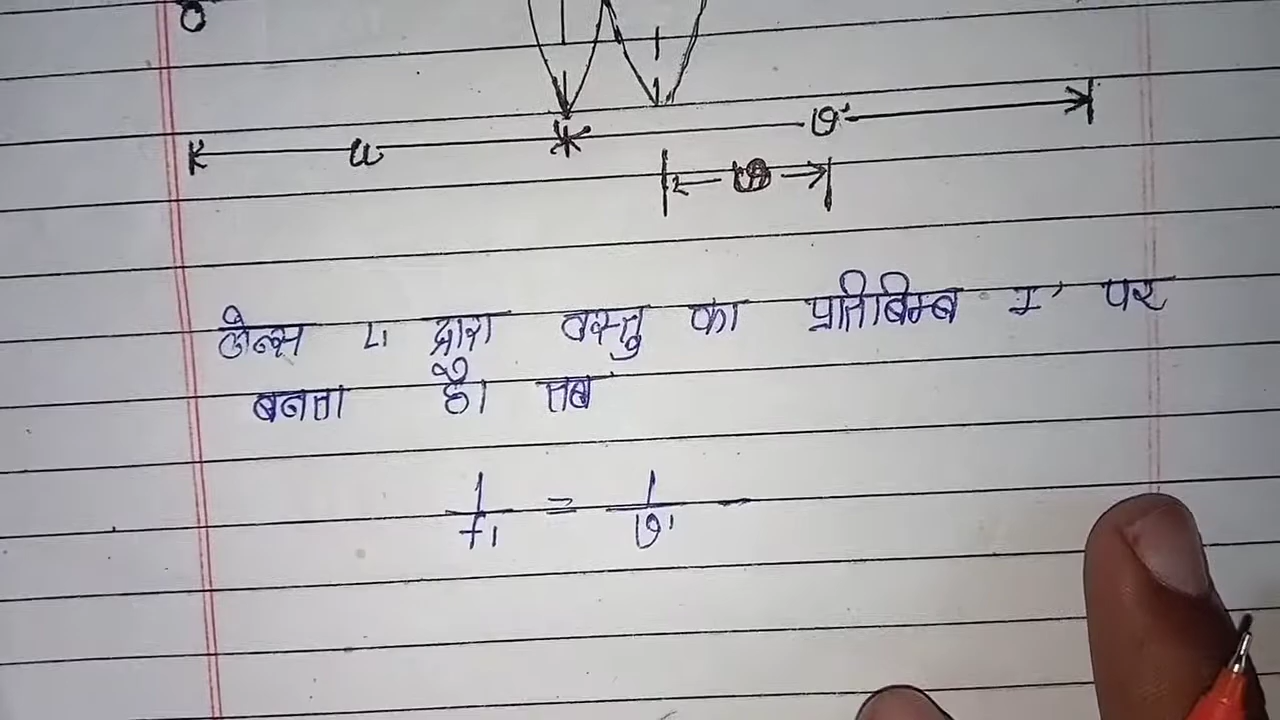 O
u v'
v
लेन्स L1 द्वारा वस्तु का प्रतिबिम्ब I' पर
बनता है। तब
1/f1 = 1/v' -